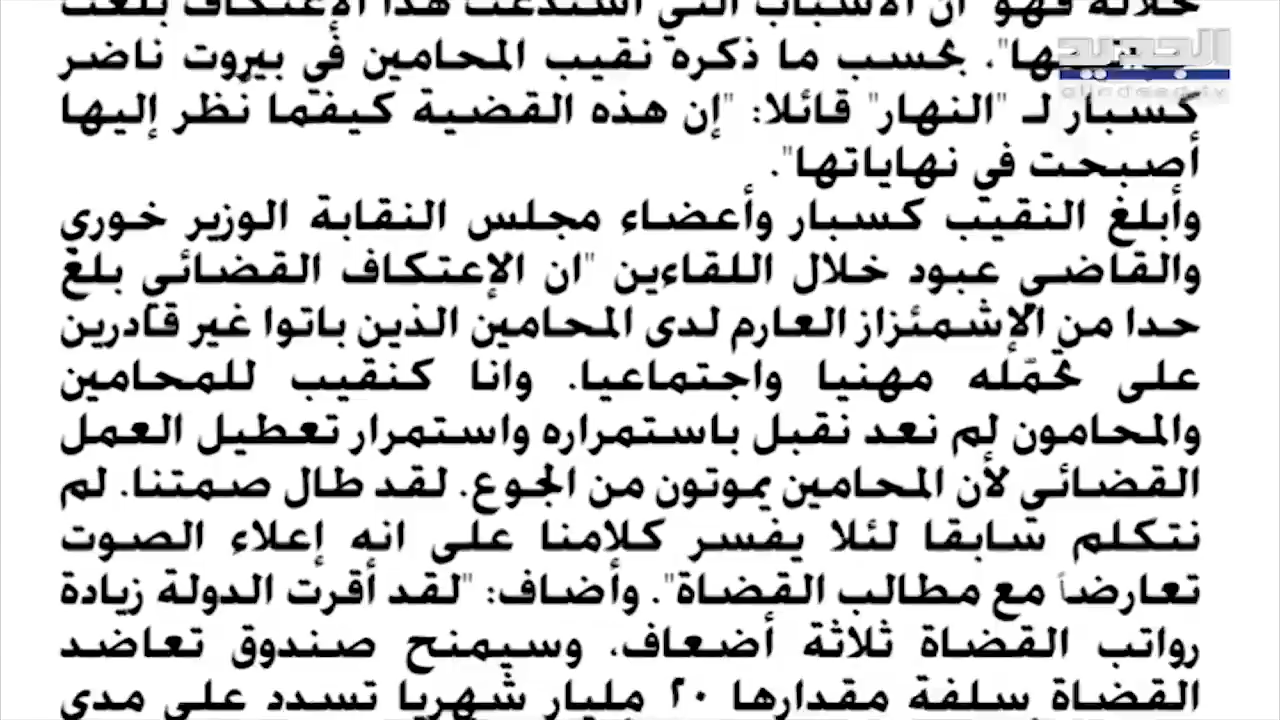 خلاله فهو "ان الاسباب التي استدعت هذا الإعتكاف بلغت
". بحسب ما ذكره نقيب المحامين في بيروت ناضر
كسبار لـ "النهار" قائلا: "إن هذه القضية كيفما نظر إليها
أصبحت في نهاياتها".
وأبلغ النقيب كسبار وأعضاء مجلس النقابة الوزير خوري
والقاضي عبود خلال اللقاءين "ان الإعتكاف القضائي بلغ
حدا من الإشمئزاز العارم لدى المحامين الذين باتوا غير قادرين
على تحمّله مهنيا واجتماعيا. وانا كنقيب للمحامين
والمحامون لم نعد نقبل باستمراره واستمرار تعطيل العمل
القضائي لأن المحامين يموتون من الجوع. لقد طال صمتنا. لم
نتكلم سابقا لئلا يفسر كلامنا على انه إعلاء الصوت
تعارضاً مع مطالب القضاة". وأضاف: "لقد أقرت الدولة زيادة
رواتب القضاة ثلاثة أضعاف، وسيمنح صندوق تعاضد
القضاة سلفة مقدارها ٢٠ مليار شهريا تسدد على مدى
الجديد
aljadeed.tv